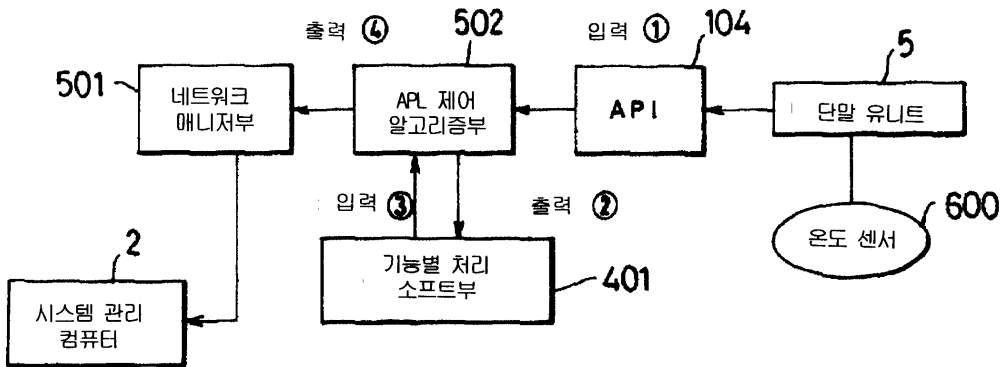 출력 ④
502
입력 ①
104
5
501
네트워크
매니저부
APL 제어
알고리즘부
API
단말 유니트
입력 ③
출력 ②
600
온도 센서
2
기능별 처리
소프트부
401
시스템 관리
컴퓨터